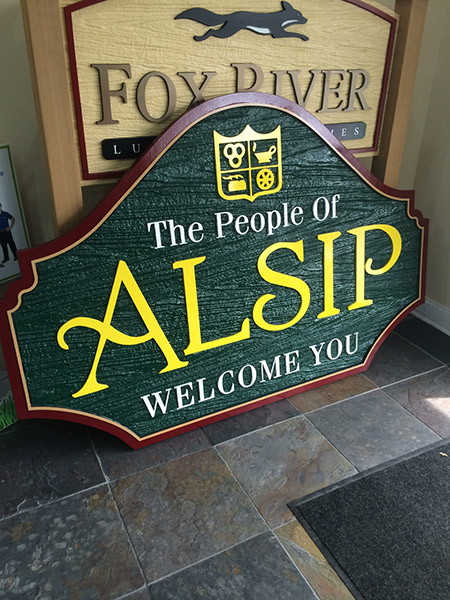 FOX RIVER
The People Of
ALSIP
WELCOME YOU